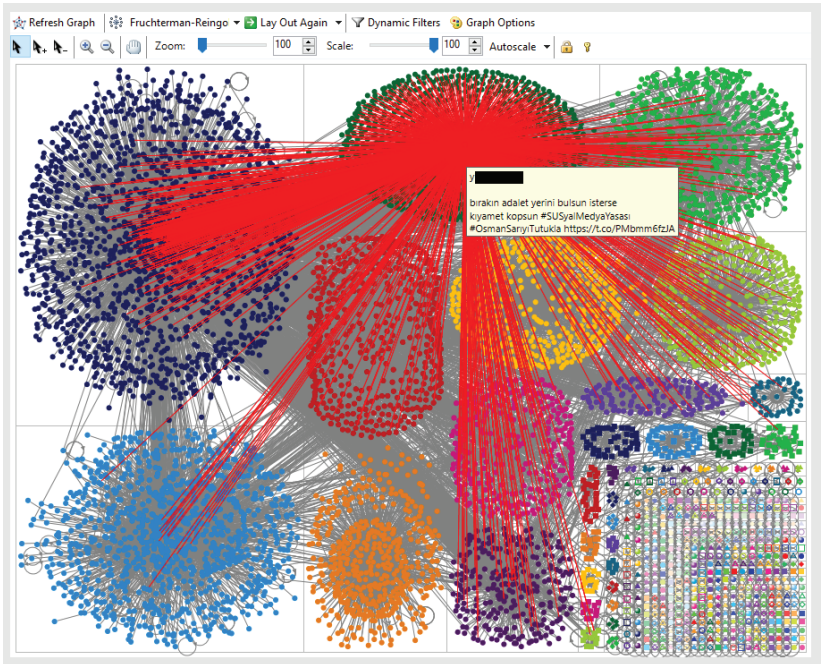 Refresh Graph Fruchterman-Reingo Lay Out Again Dynamic Filters Graph Options
Zoom: 100 Scale: 100 Autoscale
y
bırakın adalet yerini bulsun isterse
kıyamet kopsun #SUSyalMedyaYasası
#OsmanSarıyıTutukla https://t.co/PMbmm6fzJA